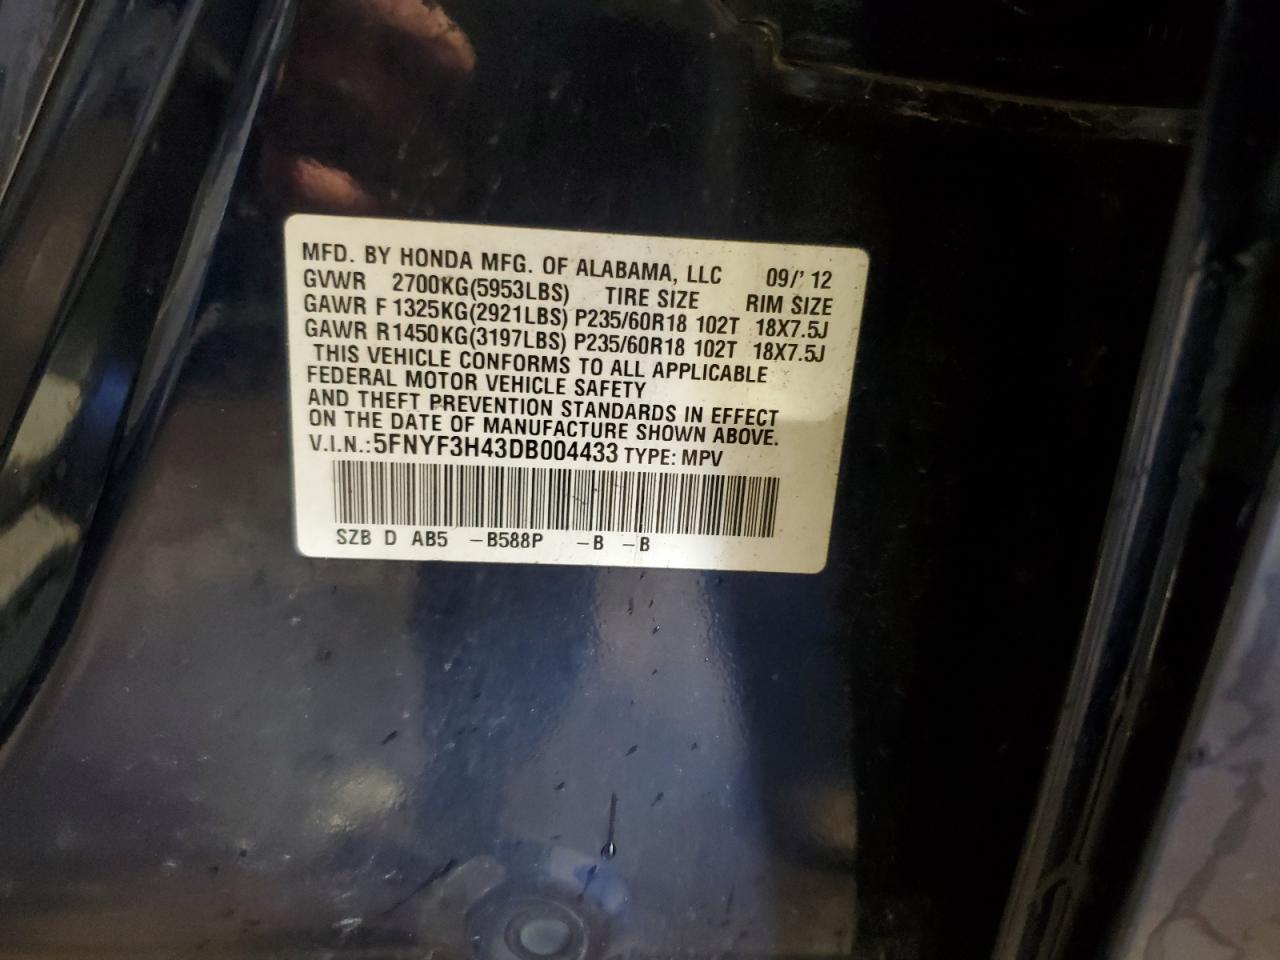 MFD. BY HONDA MFG. OF ALABAMA, LLC 09/' 12
GVWR 2700KG(5953LBS) TIRE SIZE RIM SIZE
GAWR F 1325KG(2921LBS) P235/60R18 102T 18X7.5J
GAWR R1450KG(3197LBS) P235/60R18 102T 18X7.5J
THIS VEHICLE CONFORMS TO ALL APPLICABLE
FEDERAL MOTOR VEHICLE SAFETY
AND THEFT PREVENTION STANDARDS IN EFFECT
ON THE DATE OF MANUFACTURE SHOWN ABOVE.
V.I.N.:5FNYF3H43DB004433 TYPE: MPV
SZB D AB5 -B588P -B -B